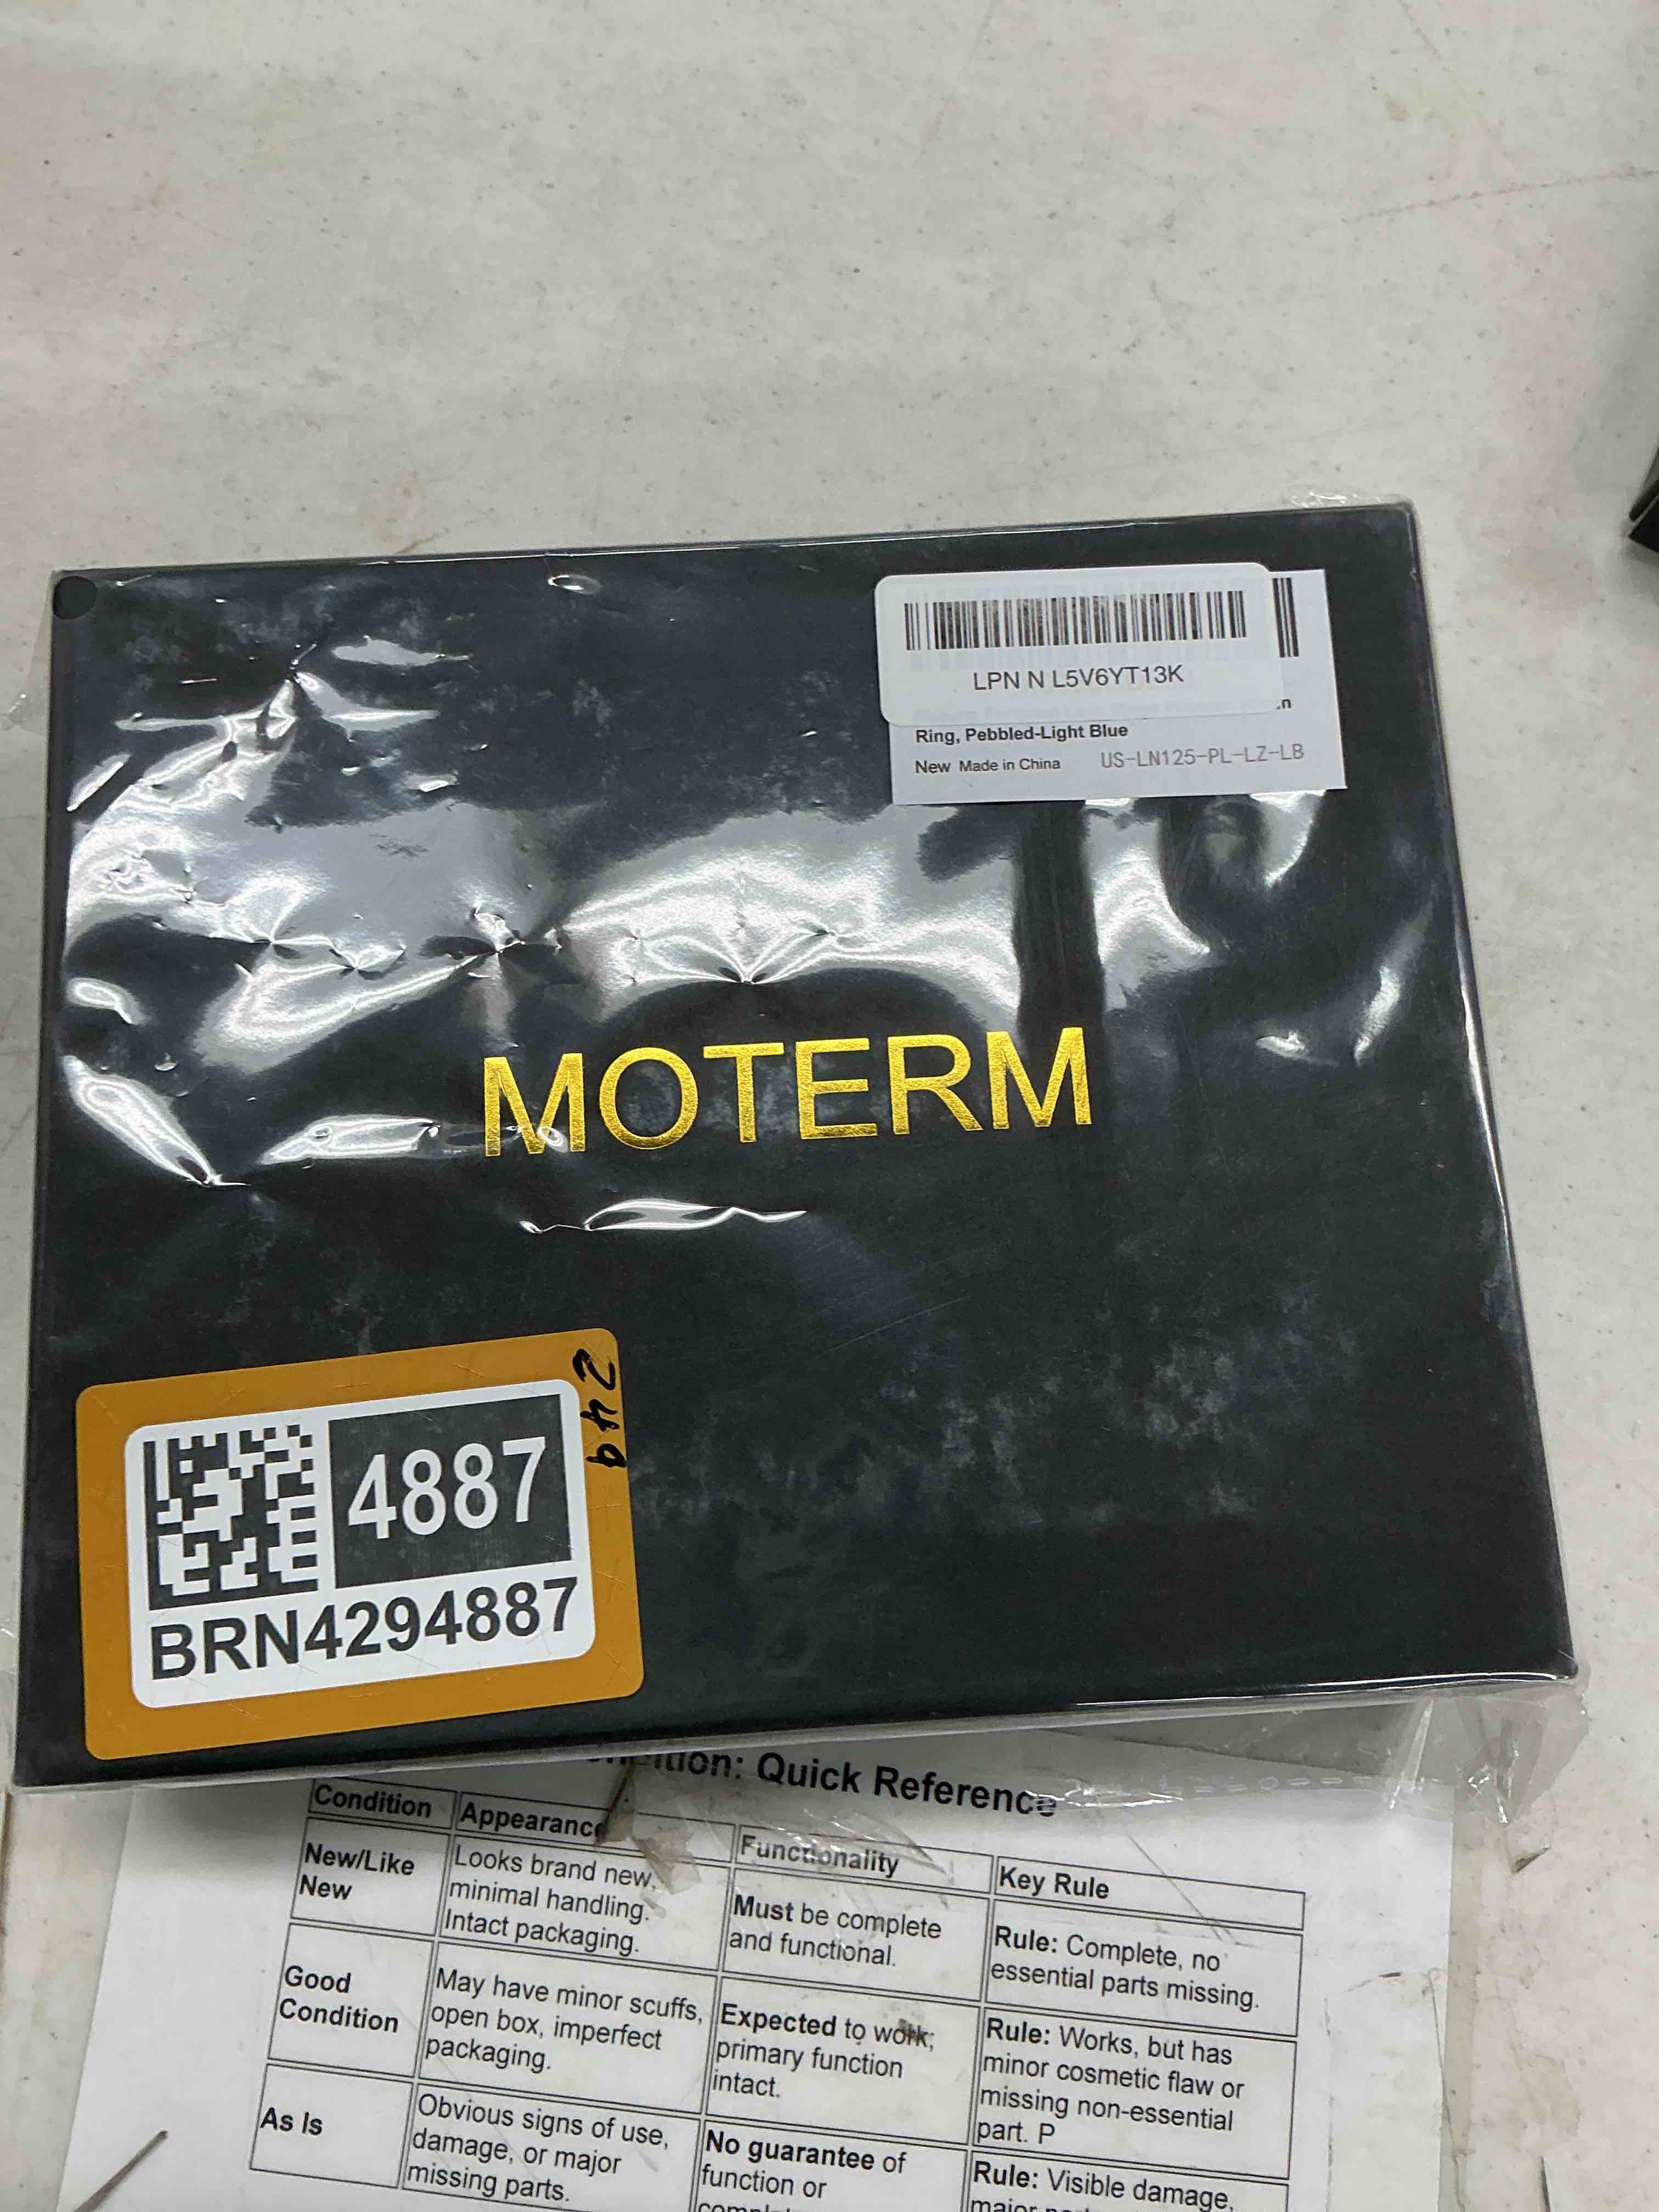 LPN N L5V6YT13K
Ring, Pebbled-Light Blue
New Made in China US-LN125-PL-LZ-LB
MOTERM
4887
BRN4294887
Quick Reference
Condition Appearance Functionality Key Rule
New/Like New
Looks brand new,
minimal handling.
Intact packaging.
Must be complete
and functional.
Rule: Complete, no
essential parts missing.
Good
Condition
May have minor scuffs,
open box, imperfect
packaging.
Expected to work;
primary function
intact.
Rule: Works, but has
minor cosmetic flaw or
missing non-essential
part. P
As Is
Obvious signs of use,
damage, or major
missing parts.
No guarantee of
function or
Rule: Visible damage,